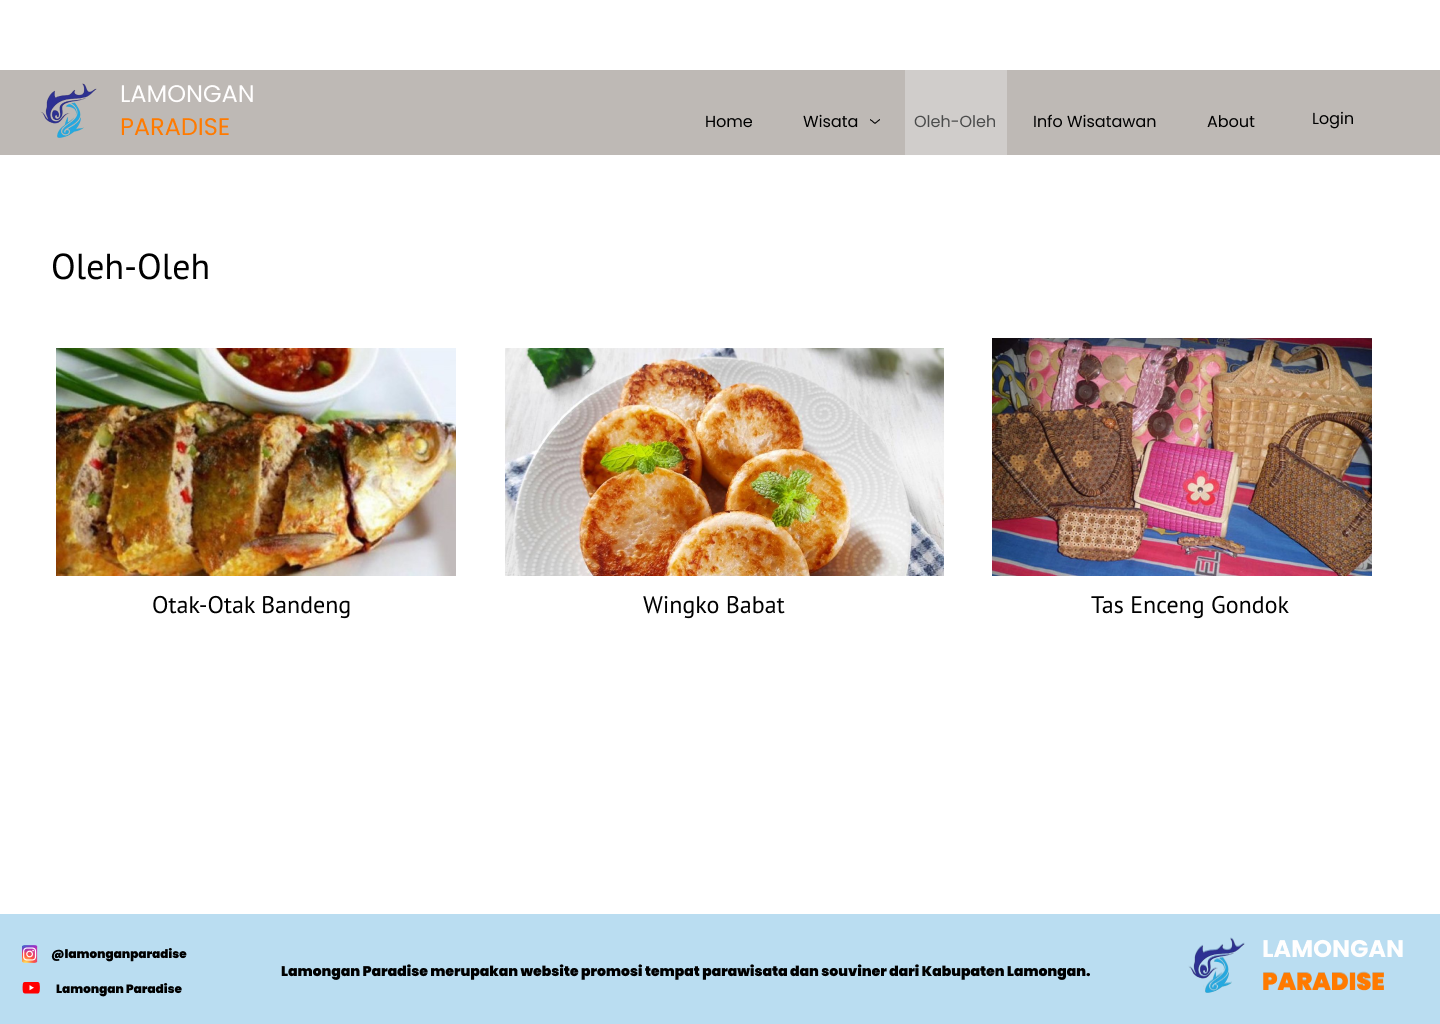 LAMONGAN
PARADISE
Home
Wisata
Oleh-Oleh
Info Wisatawan
About
Login
Oleh-Oleh
Otak-Otak Bandeng
Wingko Babat
Tas Enceng Gondok
@lamonganparadise
Lamongan Paradise
Lamongan Paradise merupakan website promosi tempat parawisata dan souviner dari Kabupaten Lamongan.
LAMONGAN
PARADISE